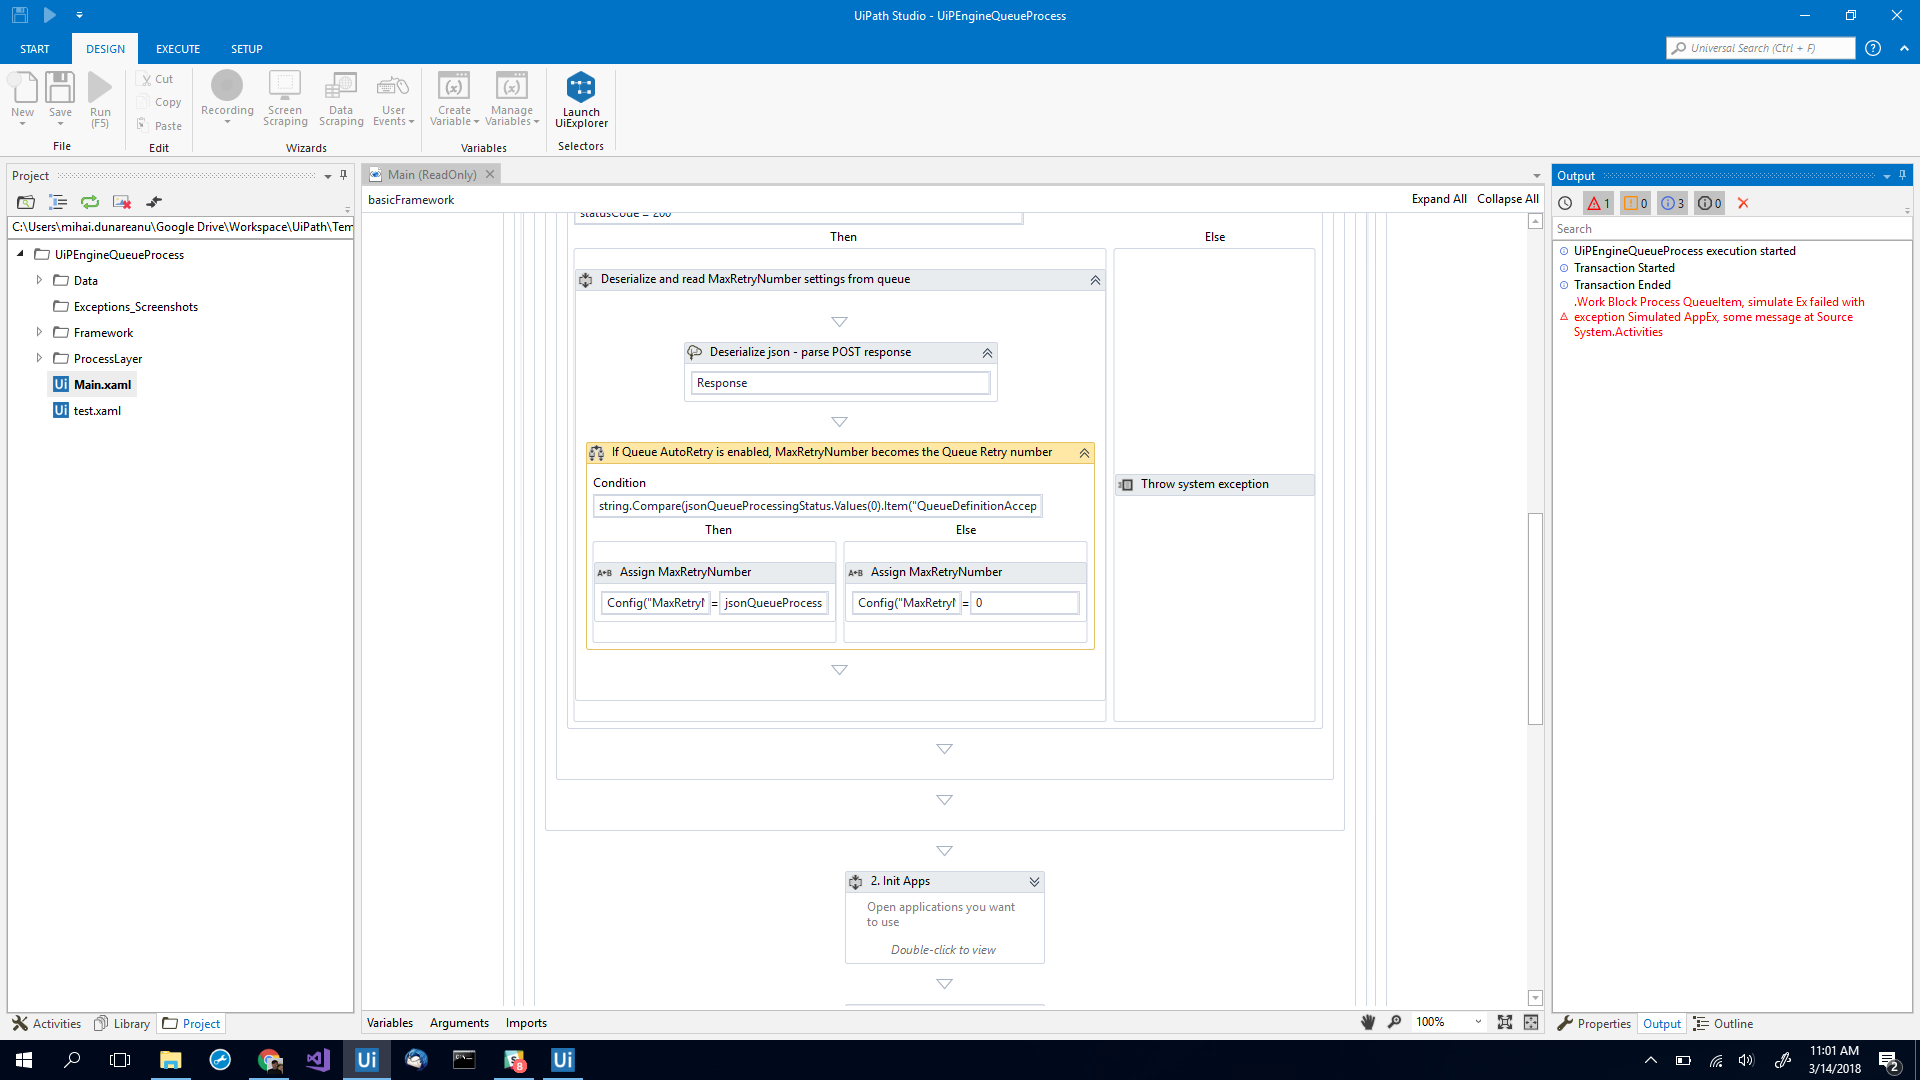 UiPath Studio - UiPEngineQueueProcess
START
DESIGN
EXECUTE
SETUP
Universal Search (Ctrl + F)
New
Save
Run
(F5)
File
Cut
Copy
Paste
Edit
Recording
Screen
Scraping
Data
Scraping
User
Events
Wizards
Create
Variable
Manage
Variables
Variables
Launch
UiExplorer
Selectors
Project
C:\Users\mihai.dunareanu\Google Drive\Workspace\UiPath\Tem
UiPEngineQueueProcess
Data
Exceptions_Screenshots
Framework
ProcessLayer
Ui Main.xaml
Ui test.xaml
Activities
Library
Project
Main (ReadOnly)
basicFramework
Expand All
Collapse All
statusCode = 200
Then
Else
Deserialize and read MaxRetryNumber settings from queue
Deserialize json - parse POST response
Response
If Queue AutoRetry is enabled, MaxRetryNumber becomes the Queue Retry number
Condition
string.Compare(jsonQueueProcessingStatus.Values(0).Item("QueueDefinitionAccep
Then
Else
A+B Assign MaxRetryNumber
Config("MaxRetryN = jsonQueueProcess
A+B Assign MaxRetryNumber
Config("MaxRetryN = 0
Throw system exception
2. Init Apps
Open applications you want
to use
Double-click to view
Variables
Arguments
Imports
100%
Output
1
0
3
0
Search
UiPEngineQueueProcess execution started
Transaction Started
Transaction Ended
.Work Block Process QueueItem, simulate Ex failed with
exception Simulated AppEx, some message at Source
System.Activities
Properties
Output
Outline
Ui
8
Ui
11:01 AM
3/14/2018
2